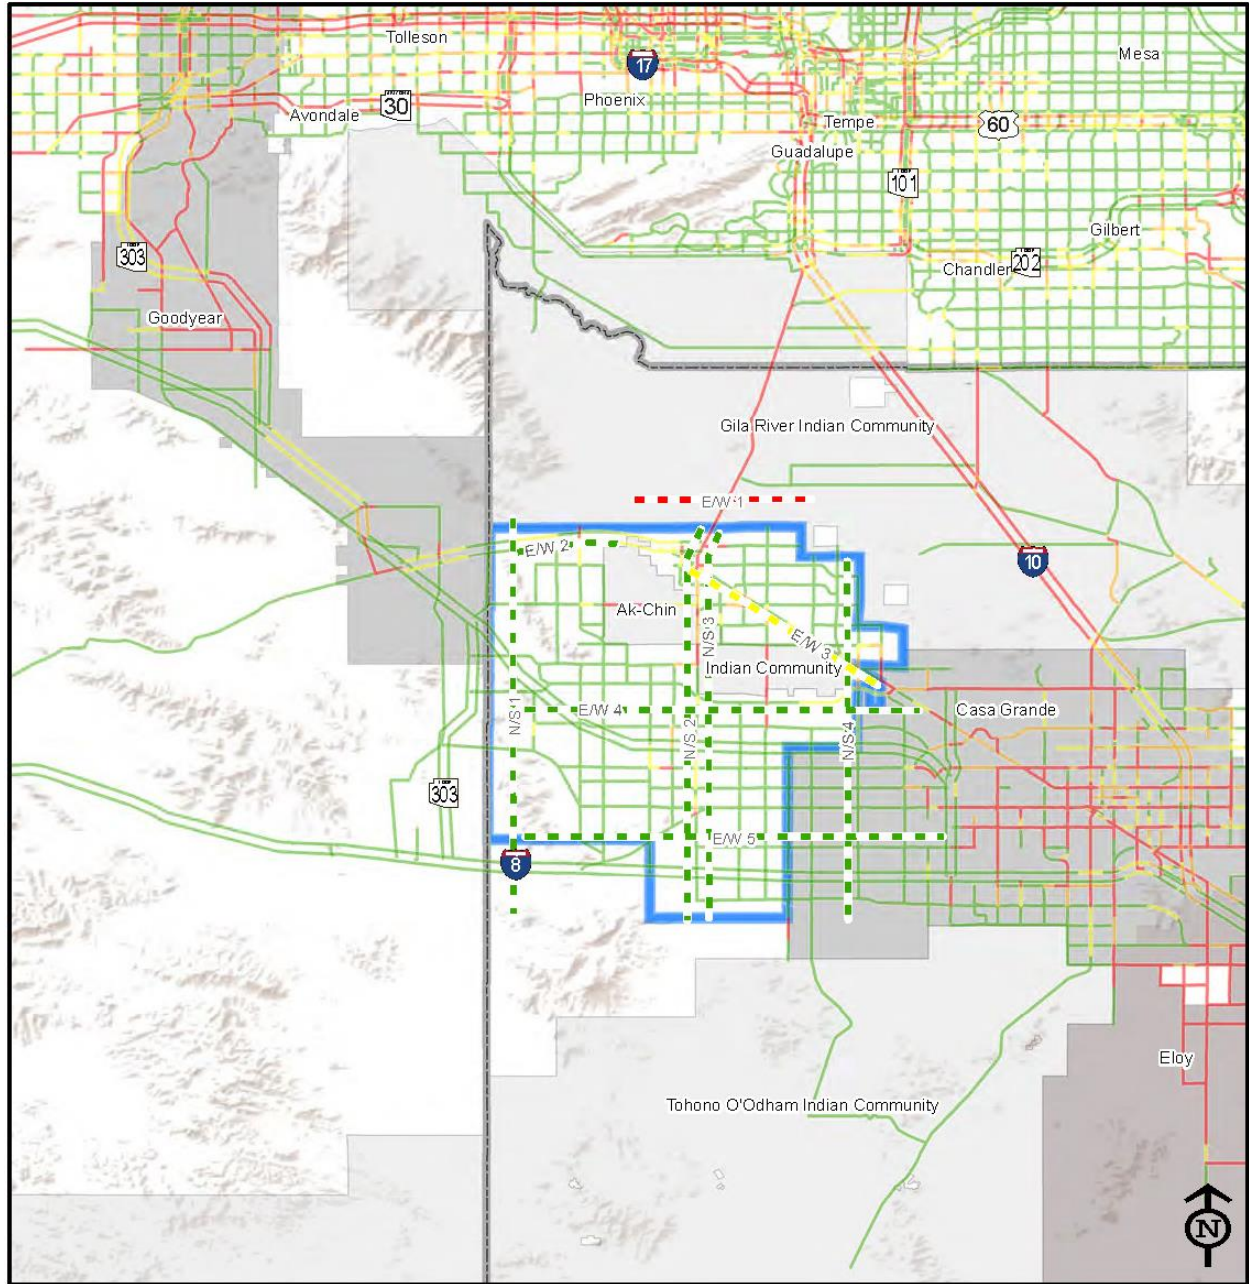 Tolleson
Mesa
17
Phoenix
30
Avondale
Tempe
60
Guadalupe
101
Gilbert
303
Chandler
202
Goodyear
Gila River Indian Community
E/W 1
E/W 2
10
Ak-Chin
N/S 3
E/W 3
Indian Community
N/S 1
E/W 4
Casa Grande
N/S 2
N/S 4
303
E/W 5
8
Eloy
Tohono O'Odham Indian Community
N